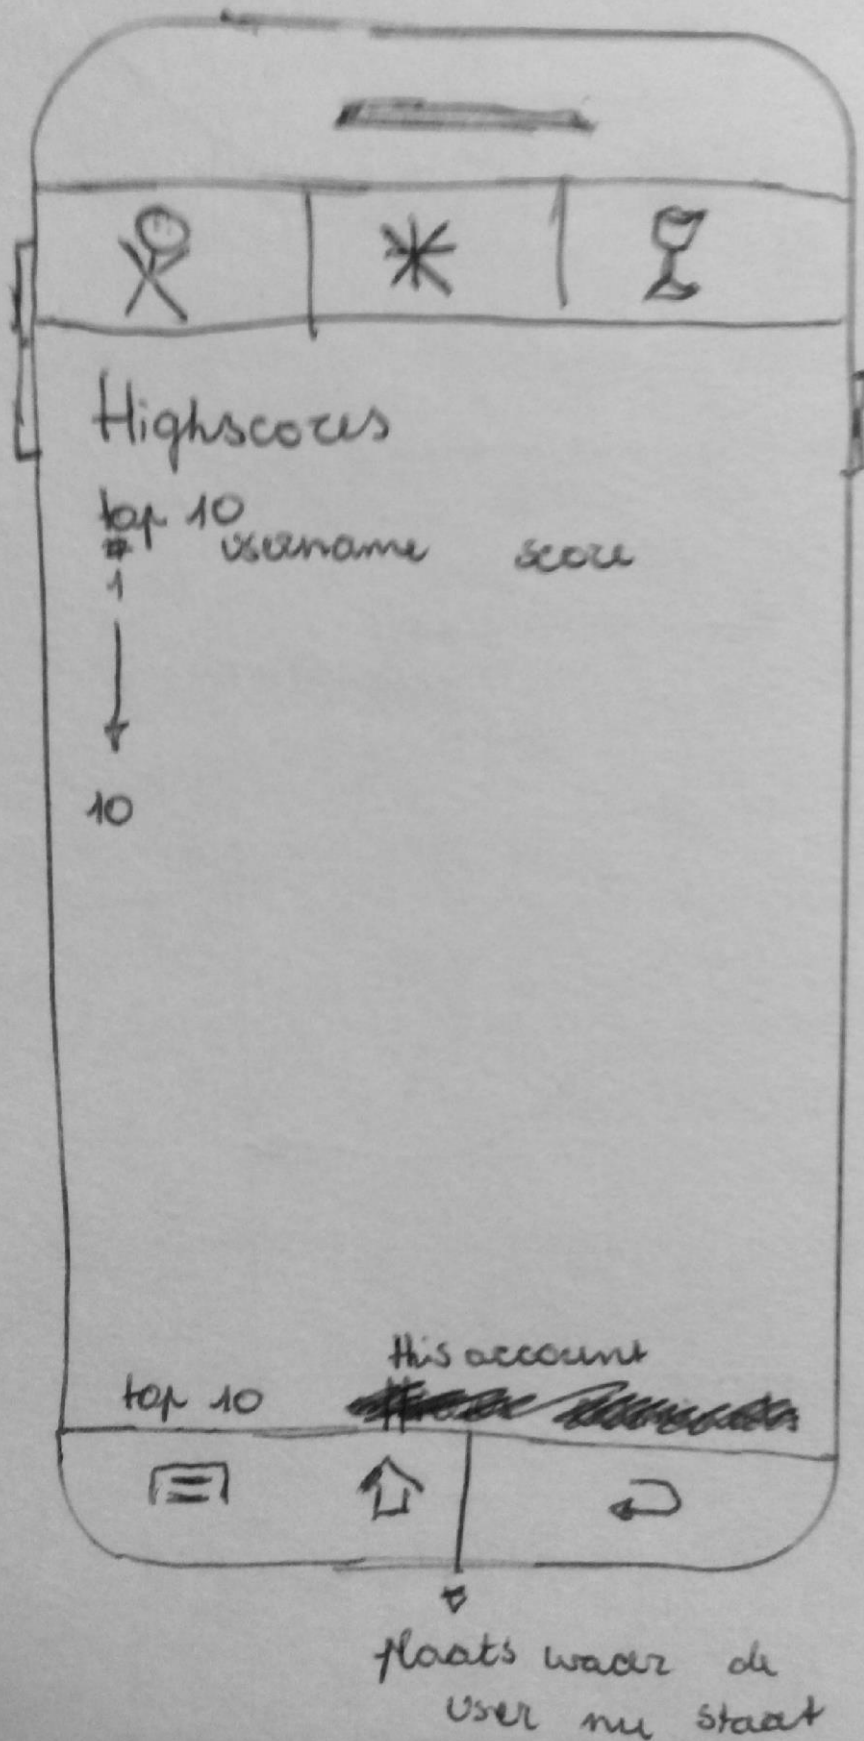 Highscores
top 10
# username score
1
10
this account
top 10
plaats waar de
user nu staat